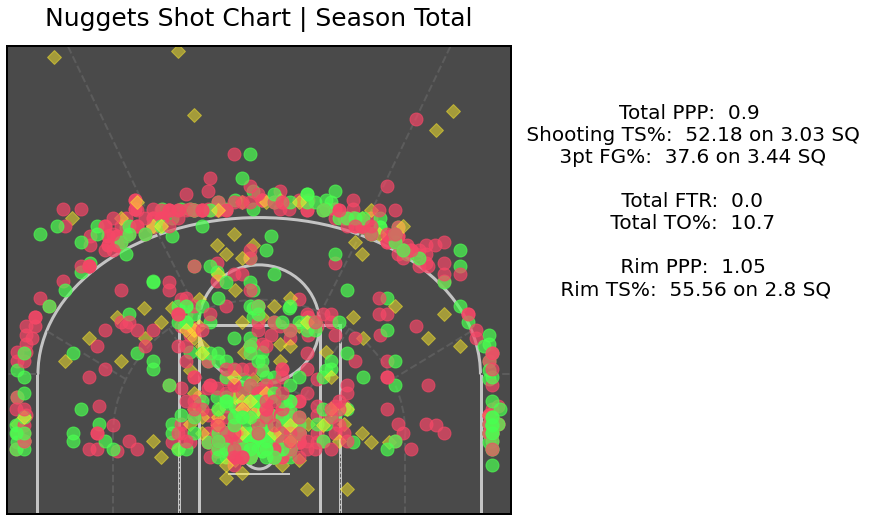 Nuggets Shot Chart | Season Total
Total PPP: 0.9
Shooting TS%: 52.18 on 3.03 SQ
3pt FG%: 37.6 on 3.44 SQ
Total FTR: 0.0
Total TO%: 10.7
Rim PPP: 1.05
Rim TS%: 55.56 on 2.8 SQ